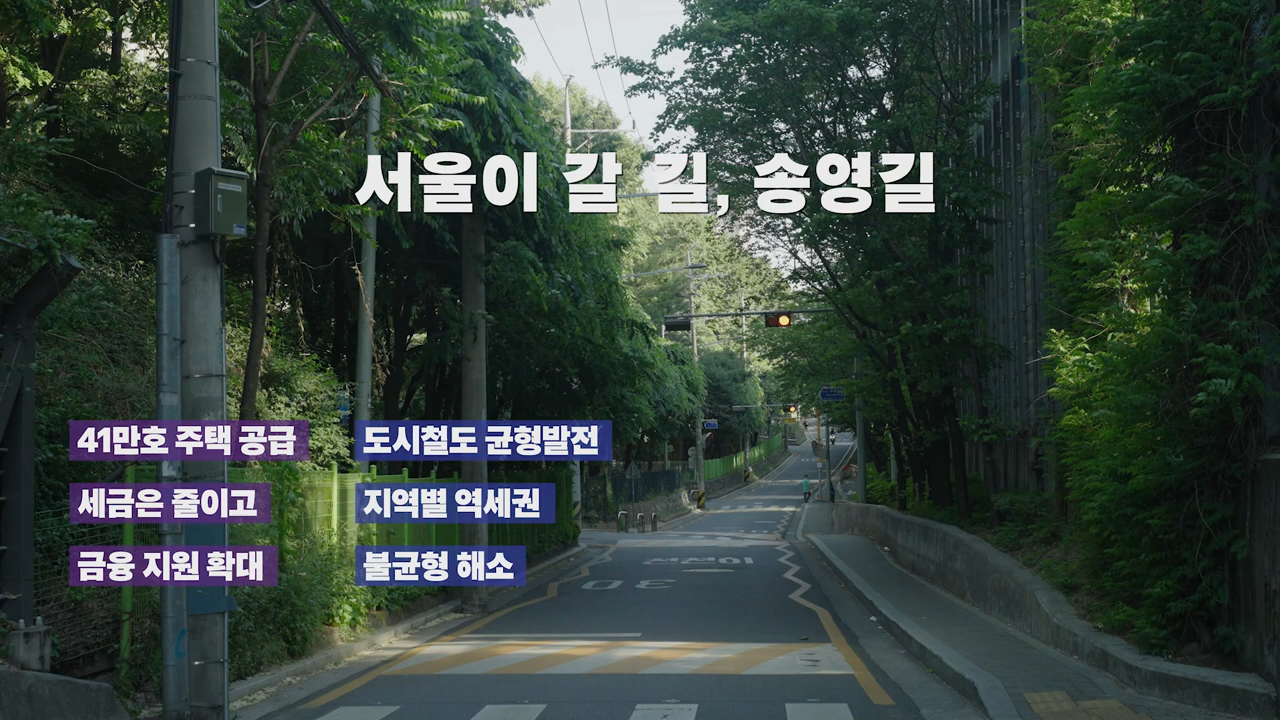 서울이 갈 길, 송영길
41만호 주택 공급
세금은 줄이고
금융 지원 확대
도시철도 균형발전
지역별 역세권
불균형 해소
30